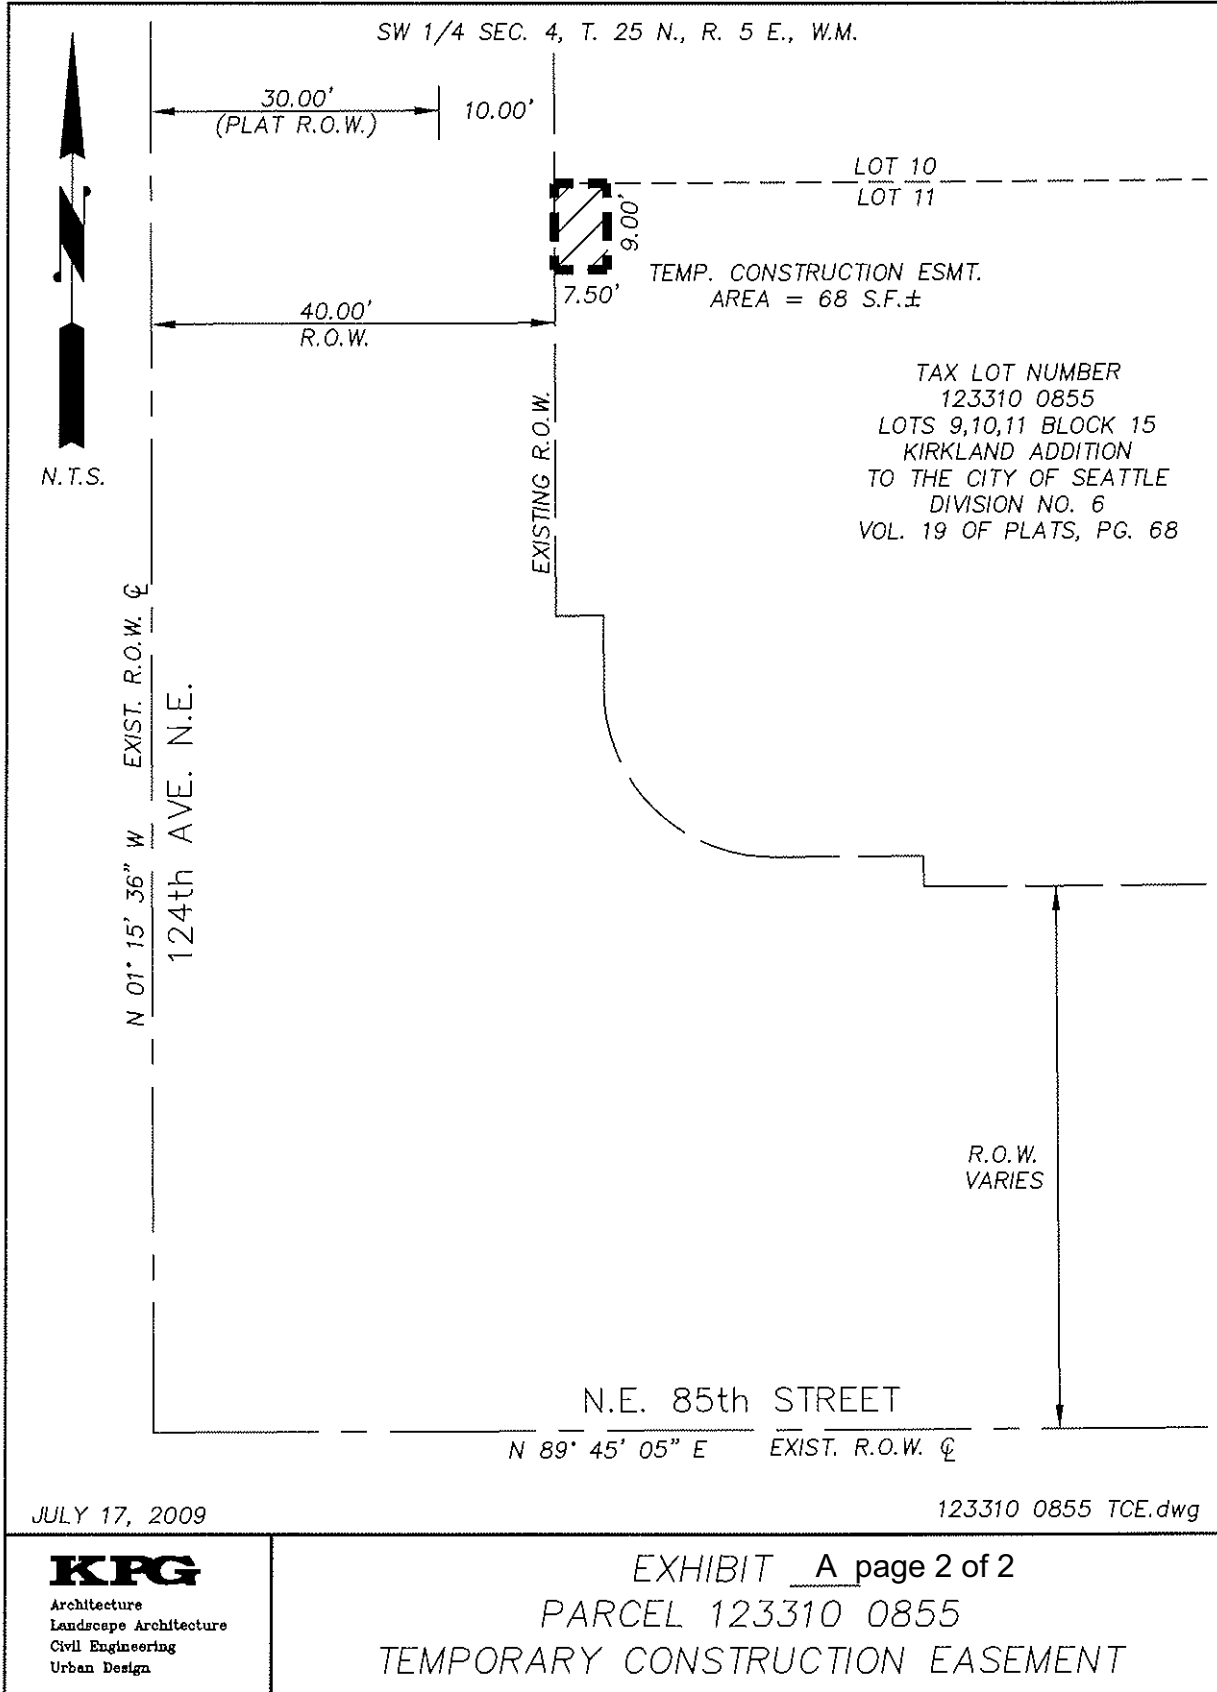 SW 1/4 SEC. 4, T. 25 N., R. 5 E., W.M.
30.00'
(PLAT R.O.W.)
10.00'
LOT 10
LOT 11
9.00'
7.50'
TEMP. CONSTRUCTION ESMT.
AREA = 68 S.F.±
40.00'
R.O.W.
N
N.T.S.
TAX LOT NUMBER
123310 0855
LOTS 9,10,11 BLOCK 15
KIRKLAND ADDITION
TO THE CITY OF SEATTLE
DIVISION NO. 6
VOL. 19 OF PLATS, PG. 68
EXISTING R.O.W.
N 01° 15' 36" W EXIST. R.O.W. ℄
124th AVE. N.E.
R.O.W.
VARIES
N.E. 85th STREET
N 89° 45' 05" E EXIST. R.O.W. ℄
JULY 17, 2009
123310 0855 TCE.dwg
KPG
Architecture
Landscape Architecture
Civil Engineering
Urban Design
EXHIBIT A page 2 of 2
PARCEL 123310 0855
TEMPORARY CONSTRUCTION EASEMENT